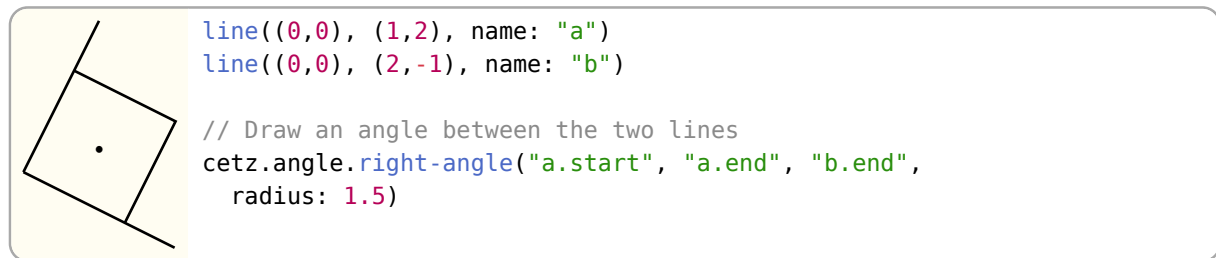 line((0,0), (1,2), name: "a")
line((0,0), (2,-1), name: "b")

// Draw an angle between the two lines
cetz.angle.right-angle("a.start", "a.end", "b.end",
  radius: 1.5)